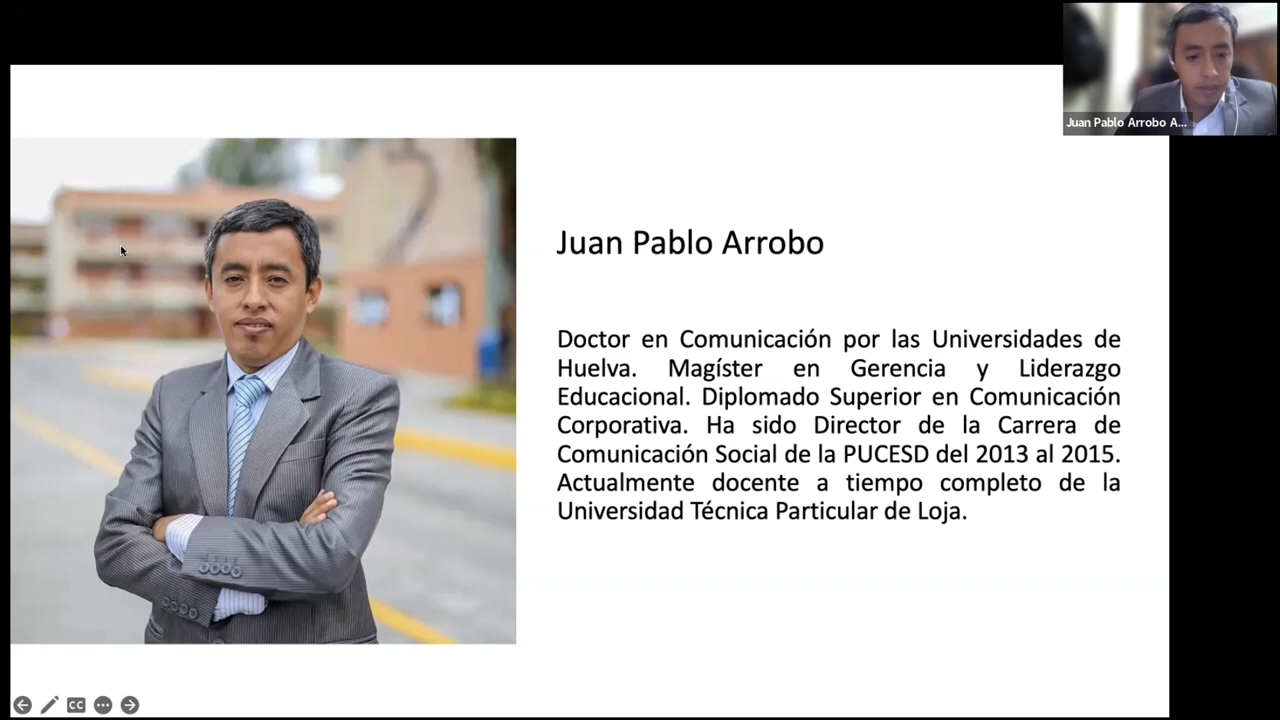 Juan Pablo Arrobo A...
Juan Pablo Arrobo
Doctor en Comunicación por las Universidades de
Huelva. Magíster en Gerencia y Liderazgo
Educacional. Diplomado Superior en Comunicación
Corporativa. Ha sido Director de la Carrera de
Comunicación Social de la PUCESD del 2013 al 2015.
Actualmente docente a tiempo completo de la
Universidad Técnica Particular de Loja.
CC